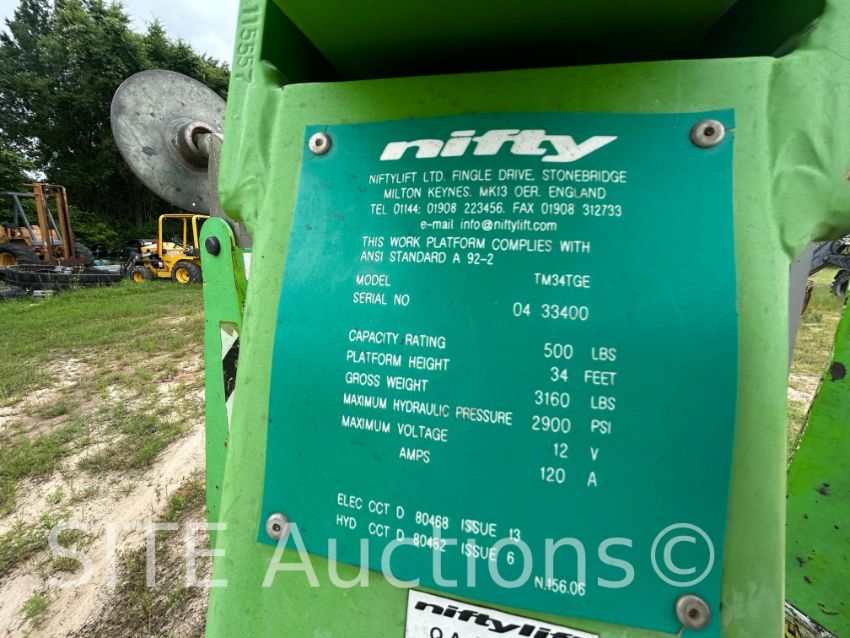 115557
nifty
NIFTYLIFT LTD. FINGLE DRIVE, STONEBRIDGE
MILTON KEYNES. MK13 OER. ENGLAND
TEL 01144: 01908 223456. FAX 01908 312733
e-mail info@niftylift.com
THIS WORK PLATFORM COMPLIES WITH
ANSI STANDARD A 92-2
MODEL TM34TGE
SERIAL NO 04 33400
CAPACITY RATING 500 LBS
PLATFORM HEIGHT 34 FEET
GROSS WEIGHT 3160 LBS
MAXIMUM HYDRAULIC PRESSURE 2900 PSI
MAXIMUM VOLTAGE 12 V
AMPS 120 A
ELEC CCT D 80468 ISSUE 13
HYD CCT D 80462 ISSUE 6
N.156.06
SITE Auctions©
niftylift